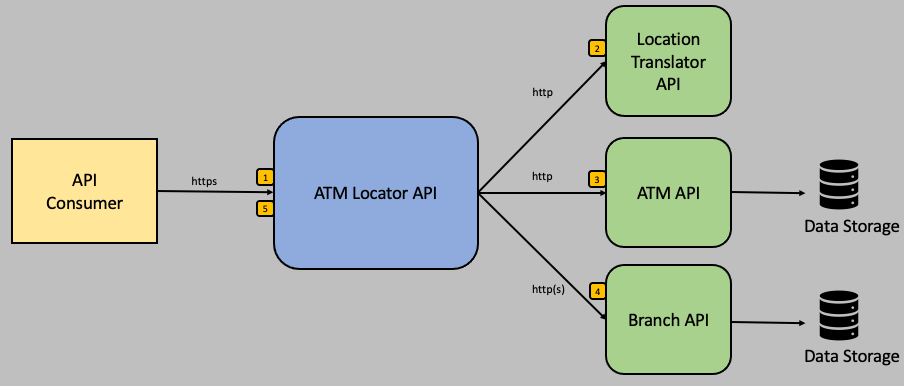 API
Consumer
https
1
5
ATM Locator API
http
2
Location
Translator
API
http
3
ATM API
Data Storage
http(s)
4
Branch API
Data Storage